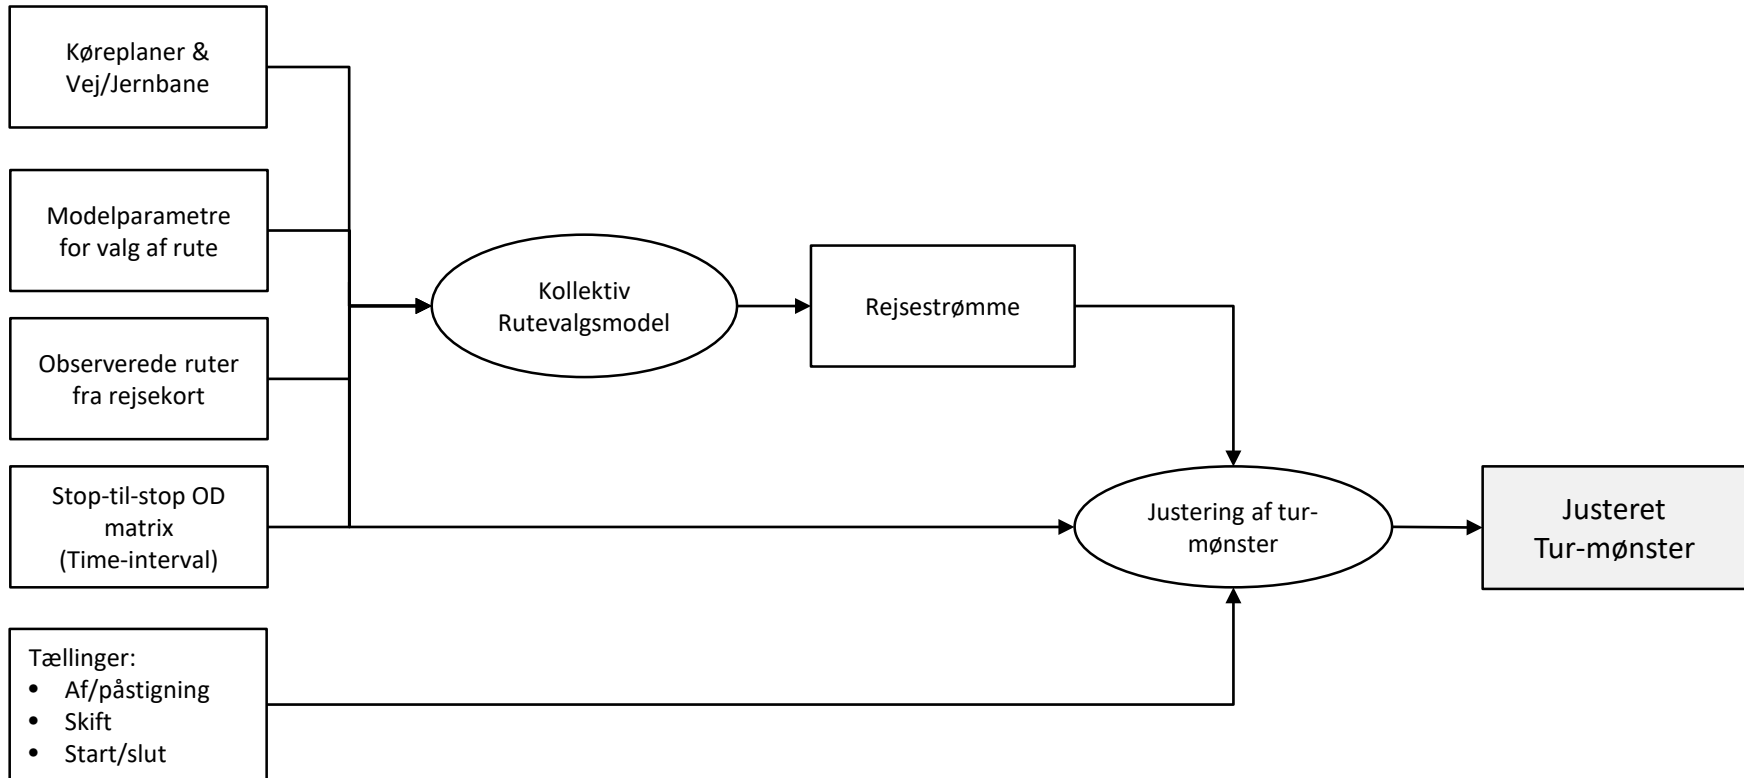 Køreplaner &
Vej/Jernbane
Modelparametre
for valg af rute
Observerede ruter
fra rejsekort
Stop-til-stop OD
matrix
(Time-interval)
Tællinger:
• Af/påstigning
• Skift
• Start/slut
Kollektiv
Rutevalgsmodel
Rejsestrømme
Justering af tur-
mønster
Justeret
Tur-mønster